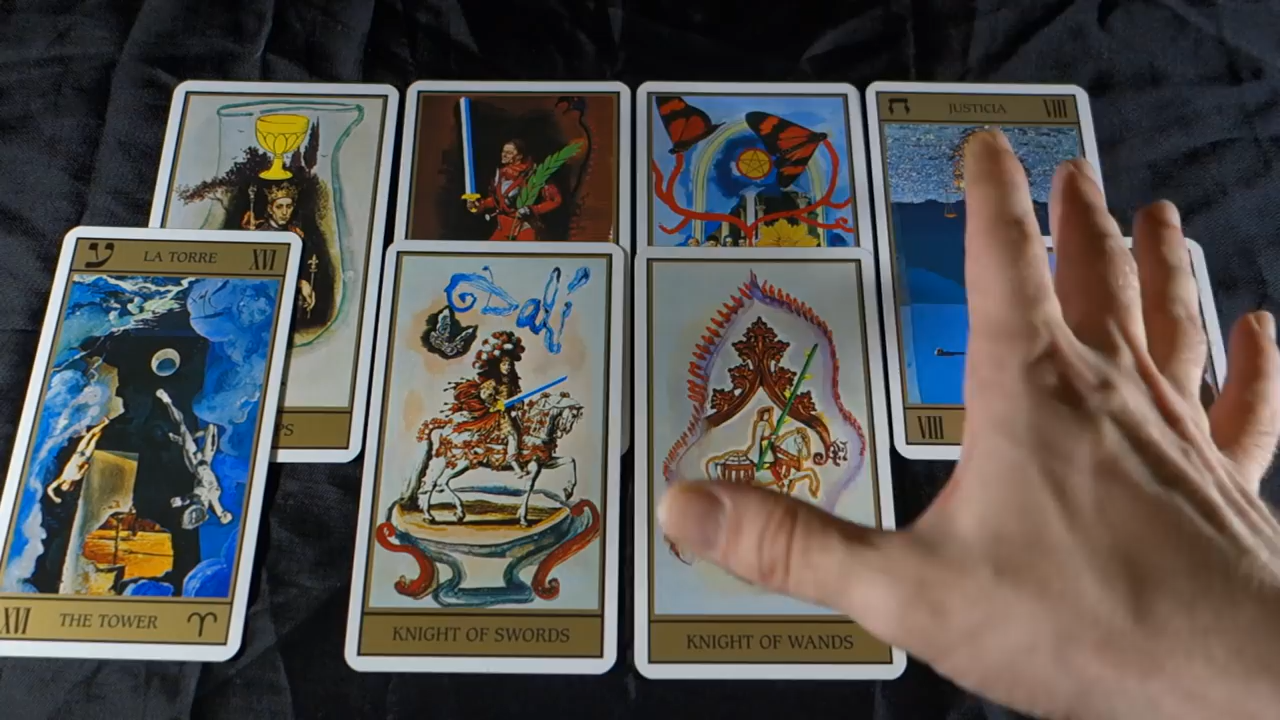 JUSTICIA VIII
VIII
PS
LA TORRE XVI
XVI THE TOWER
Dalí
KNIGHT OF SWORDS
KNIGHT OF WANDS